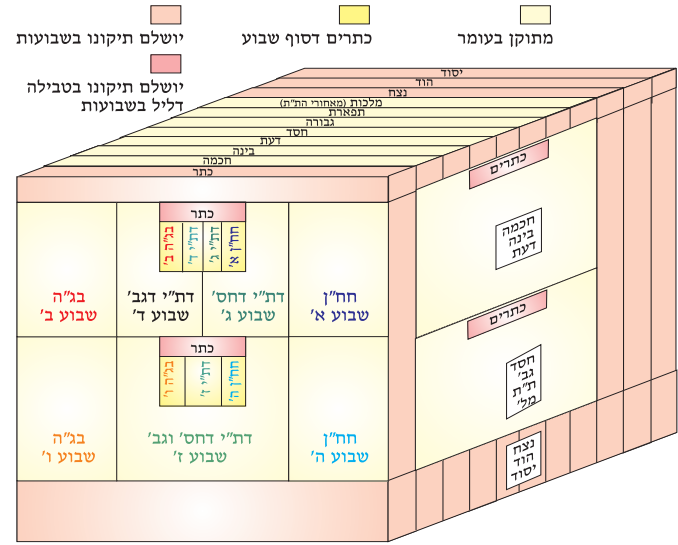 מתוקן בעומר
כתרים דסוף שבוע
יושלם תיקונו בשבועות
יושלם תיקונו בטבילה
דליל בשבועות
יסוד
הוד
נצח
מלכות (מאחורי הת"ת)
תפארת
גבורה
חסד
דעת
בינה
חכמה
כתר
כתר
חח"ן א'
דת"י ג'
דת"י ד'
בג"ה ב'
חח"ן
שבוע א'
דת"י דחס'
שבוע ג'
דת"י דגב'
שבוע ד'
בג"ה
שבוע ב'
כתר
חח"ן ה'
דת"י ז'
בג"ה ו'
חח"ן
שבוע ה'
דת"י דחס' וגב'
שבוע ז'
בג"ה
שבוע ו'
כתרים
חכמה
בינה
דעת
כתרים
חסד
גב'
ת"ת
מל'
נצח
הוד
יסוד